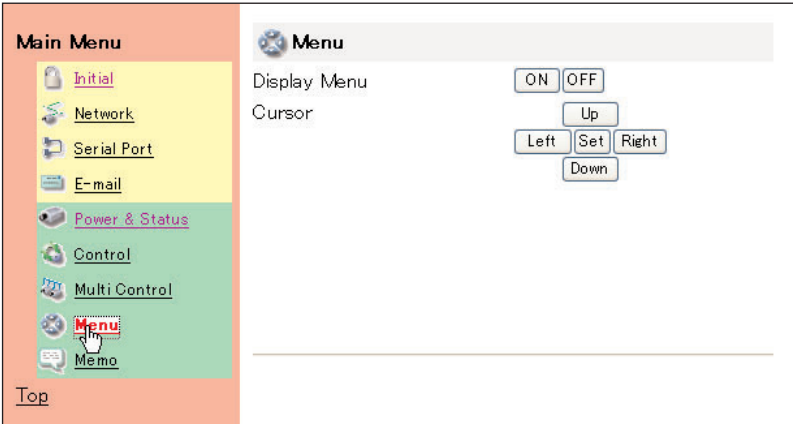 Main Menu
Initial
Network
Serial Port
E-mail
Power & Status
Control
Multi Control
Menu
Memo
Top
Menu
Display Menu ON OFF
Cursor Up
Left Set Right
Down